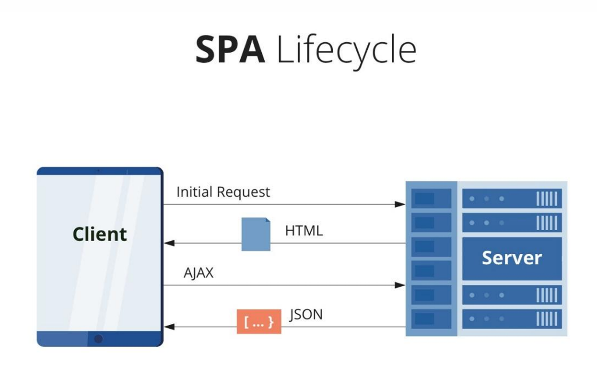 SPA Lifecycle
Initial Request
HTML
Client
Server
AJAX
JSON
[ ... }